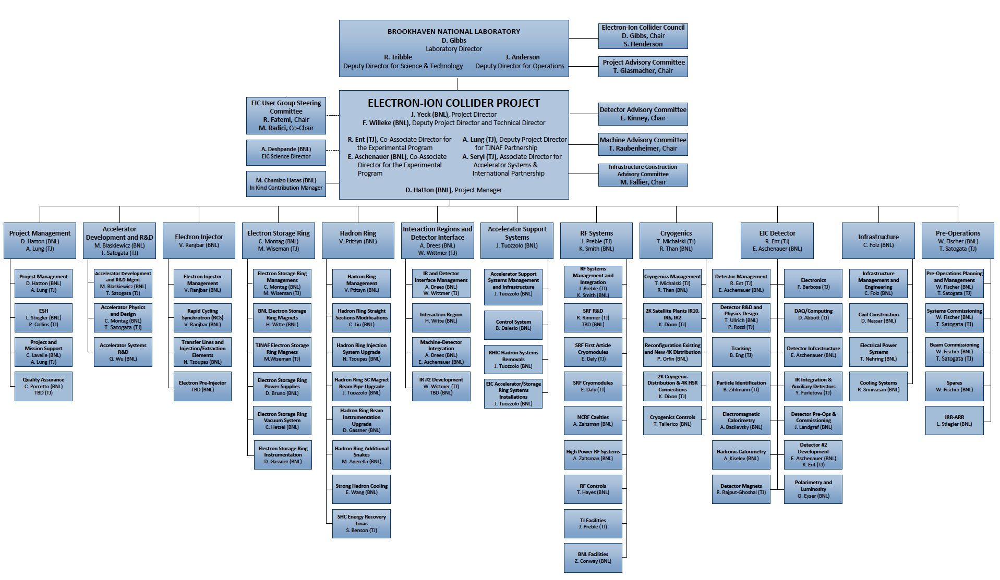 BROOKHAVEN NATIONAL LABORATORY
D. Gibbs
Laboratory Director
R. Tribble
Deputy Director for Science & Technology
J. Anderson
Deputy Director for Operations
Electron-Ion Collider Council
D. Gibbs, Chair
S. Henderson
Project Advisory Committee
T. Glasmacher, Chair
EIC User Group Steering
Committee
R. Fatemi, Chair
M. Radici, Co-Chair
A. Deshpande (BNL)
EIC Science Director
M. Chamizo Llatas (BNL)
In Kind Contribution Manager
ELECTRON-ION COLLIDER PROJECT
J. Yeck (BNL), Project Director
F. Willeke (BNL), Deputy Project Director and Technical Director
R. Ent (TJ), Co-Associate Director for
the Experimental Program
E. Aschenauer (BNL), Co-Associate
Director for the Experimental
Program
A. Lung (TJ), Deputy Project Director
for TJNAF Partnership
A. Seryi (TJ), Associate Director for
Accelerator Systems &
International Partnership
D. Hatton (BNL), Project Manager
Detector Advisory Committee
E. Kinney, Chair
Machine Advisory Committee
T. Raubenheimer, Chair
Infrastructure Construction
Advisory Committee
M. Fallier, Chair
Project Management
D. Hatton (BNL)
A. Lung (TJ)
Project Management
D. Hatton (BNL)
A. Lung (TJ)
ESH
L. Stiegler (BNL)
P. Collins (TJ)
Project and
Mission Support
C. Lavelle (BNL)
A. Lung (TJ)
Quality Assurance
C. Porretto (BNL)
TBD (TJ)
Accelerator
Development and R&D
M. Blaskiewicz (BNL)
T. Satogata (TJ)
Accelerator Development
and R&D Mgmt
M. Blaskiewicz (BNL)
T. Satogata (TJ)
Accelerator Physics
and Design
C. Montag (BNL)
T. Satogata (TJ)
Accelerator Systems
R&D
Q. Wu (BNL)
Electron Injector
V. Ranjbar (BNL)
Electron Injector
Management
V. Ranjbar (BNL)
Rapid Cycling
Synchrotron (RCS)
V. Ranjbar (BNL)
Transfer Lines and
Injection/Extraction
Elements
N. Tsoupas (BNL)
Electron Pre-Injector
TBD (BNL)
Electron Storage Ring
C. Montag (BNL)
M. Wiseman (TJ)
Electron Storage Ring
Management
C. Montag (BNL)
M. Wiseman (TJ)
BNL Electron Storage
Ring Magnets
H. Witte (BNL)
TJNAF Electron Storage
Ring Magnets
M.Wiseman (TJ)
Electron Storage Ring
Power Supplies
D. Bruno (BNL)
Electron Storage Ring
Vacuum System
C. Hetzel (BNL)
Electron Storage Ring
Instrumentation
D. Gassner (BNL)
Hadron Ring
V. Ptitsyn (BNL)
Hadron Ring
Management
V. Ptitsyn (BNL)
Hadron Ring Straight
Sections Modifications
C. Liu (BNL)
Hadron Ring Injection
System Upgrade
N. Tsoupas (BNL)
Hadron Ring SC Magnet
Beam Pipe Upgrade
J. Tuozzolo (BNL)
Hadron Ring Beam
Instrumentation
Upgrade
D. Gassner (BNL)
Hadron Ring Additional
Snakes
M. Anerella (BNL)
Strong Hadron Cooling
E. Wang (BNL)
SHC Energy Recovery
Linac
S. Benson (TJ)
Interaction Regions and
Detector Interface
A. Drees (BNL)
W. Wittmer (TJ)
IR and Detector
Interface Management
A. Drees (BNL)
W. Wittmer (TJ)
Interaction Region
H. Witte (BNL)
Machine-Detector
Integration
A. Drees (BNL)
E. Aschenauer (BNL)
IR #2 Development
W. Wittmer (TJ)
TBD (BNL)
Accelerator Support
Systems
J. Tuozzolo (BNL)
Accelerator Support
Systems Management
and Infrastructure
J. Tuozzolo (BNL)
Control System
B. Dalesio (BNL)
RHIC Hadron Systems
Removals
J. Tuozzolo (BNL)
EIC Accelerator/Storage
Ring Systems
Installations
J. Tuozzolo (BNL)
RF Systems
J. Preble (TJ)
K. Smith (BNL)
RF Systems
Management and
Integration
J. Preble (TJ)
K. Smith (BNL)
SRF R&D
R. Rimmer (TJ)
TBD (BNL)
SRF First Article
Cryomodules
E. Daly (TJ)
SRF Cryomodules
E. Daly (TJ)
NCRF Cavities
A. Zaltsman (BNL)
High Power RF Systems
A. Zaltsman (BNL)
RF Controls
T. Hayes (BNL)
TJ Facilities
J. Preble (TJ)
BNL Facilities
Z. Conway (BNL)
Cryogenics
T. Michalski (TJ)
R. Than (BNL)
Cryogenics Management
T. Michalski (TJ)
R. Than (BNL)
2K Satellite Plants IR10,
IR6, IR2
K. Dixon (TJ)
Reconfiguration Existing
and New 4K Distribution
P. Orfin (BNL)
2K Cryogenic
Distribution & 4K HSR
Connections
K. Dixon (TJ)
Cryogenics Controls
T. Tallerico (BNL)
EIC Detector
R. Ent (TJ)
E. Aschenauer (BNL)
Detector Management
R. Ent (TJ)
E. Aschenauer (BNL)
Detector R&D and
Physics Design
T. Ullrich (BNL)
P. Rossi (TJ)
Tracking
B. Eng (TJ)
Particle Identification
B. Zihlmann (TJ)
Electromagnetic
Calorimetry
A. Bazilevsky (BNL)
Hadronic Calorimetry
A. Kiselev (BNL)
Detector Magnets
R. Rajput-Ghoshal (TJ)
Electronics
F. Barbosa (TJ)
DAQ/Computing
D. Abbott (TJ)
Detector Infrastructure
E. Aschenauer (BNL)
IR Integration &
Auxiliary Detectors
Y. Furletova (TJ)
Detector Pre-Ops &
Commissioning
J. Landgraf (BNL)
Detector #2
Development
E. Aschenauer (BNL)
R. Ent (TJ)
Polarimetry and
Luminosity
O. Eyser (BNL)
Infrastructure
C. Folz (BNL)
Infrastructure
Management and
Engineering
C. Folz (BNL)
Civil Construction
D. Nassar (BNL)
Electrical Power
Systems
T. Nehring (BNL)
Cooling Systems
R. Srinivasan (BNL)
Pre-Operations
W. Fischer (BNL)
T. Satogata (TJ)
Pre-Operations Planning
and Management
W. Fischer (BNL)
T. Satogata (TJ)
Systems Commissioning
W. Fischer (BNL)
T. Satogata (TJ)
Beam Commissioning
W. Fischer (BNL)
T. Satogata (TJ)
Spares
W. Fischer (BNL)
IRR-ARR
L. Stiegler (BNL)